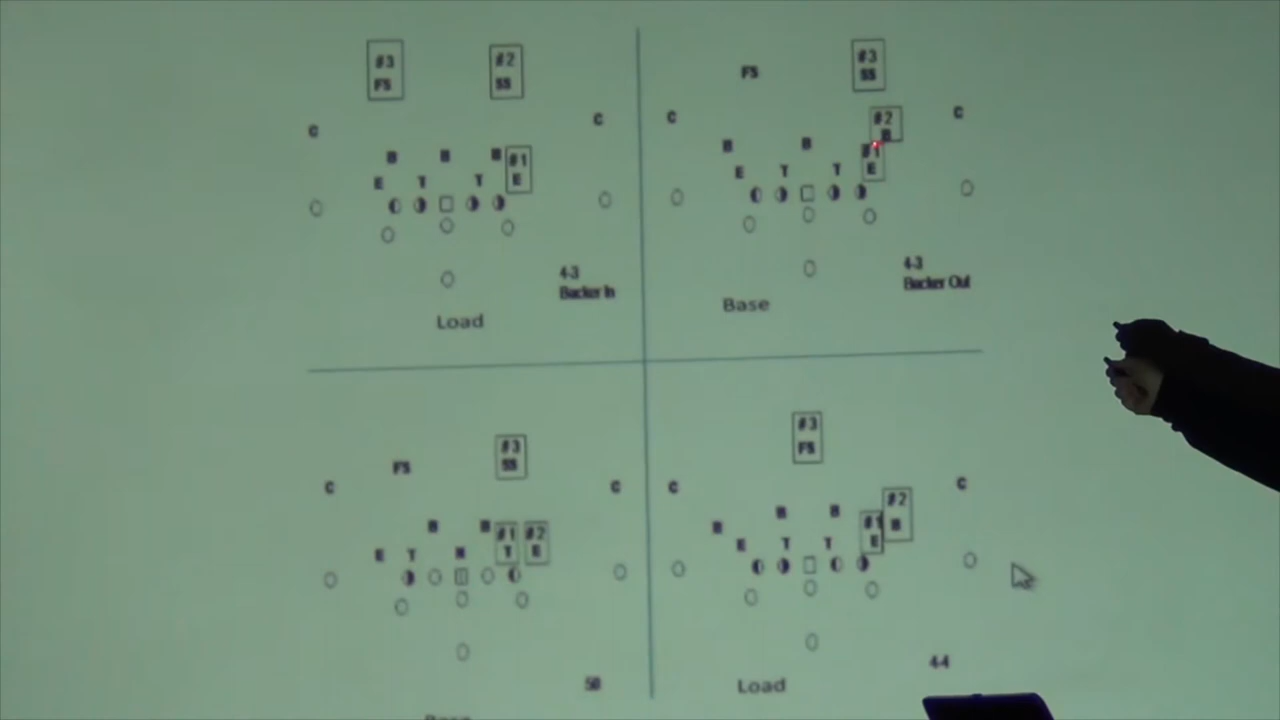 #3 #2
FS SS
C C
B B B #1
E T T E
4-3
Backer In
Load
#3
FS SS
C #2 C
B B B
#1
E T T E
4-3
Backer Out
Base
#3
FS SS
C C
B B #1 #2
E T N T E
50
Base
#3
FS
C C
#2
B B B #1 B
E T T E
4-4
Load